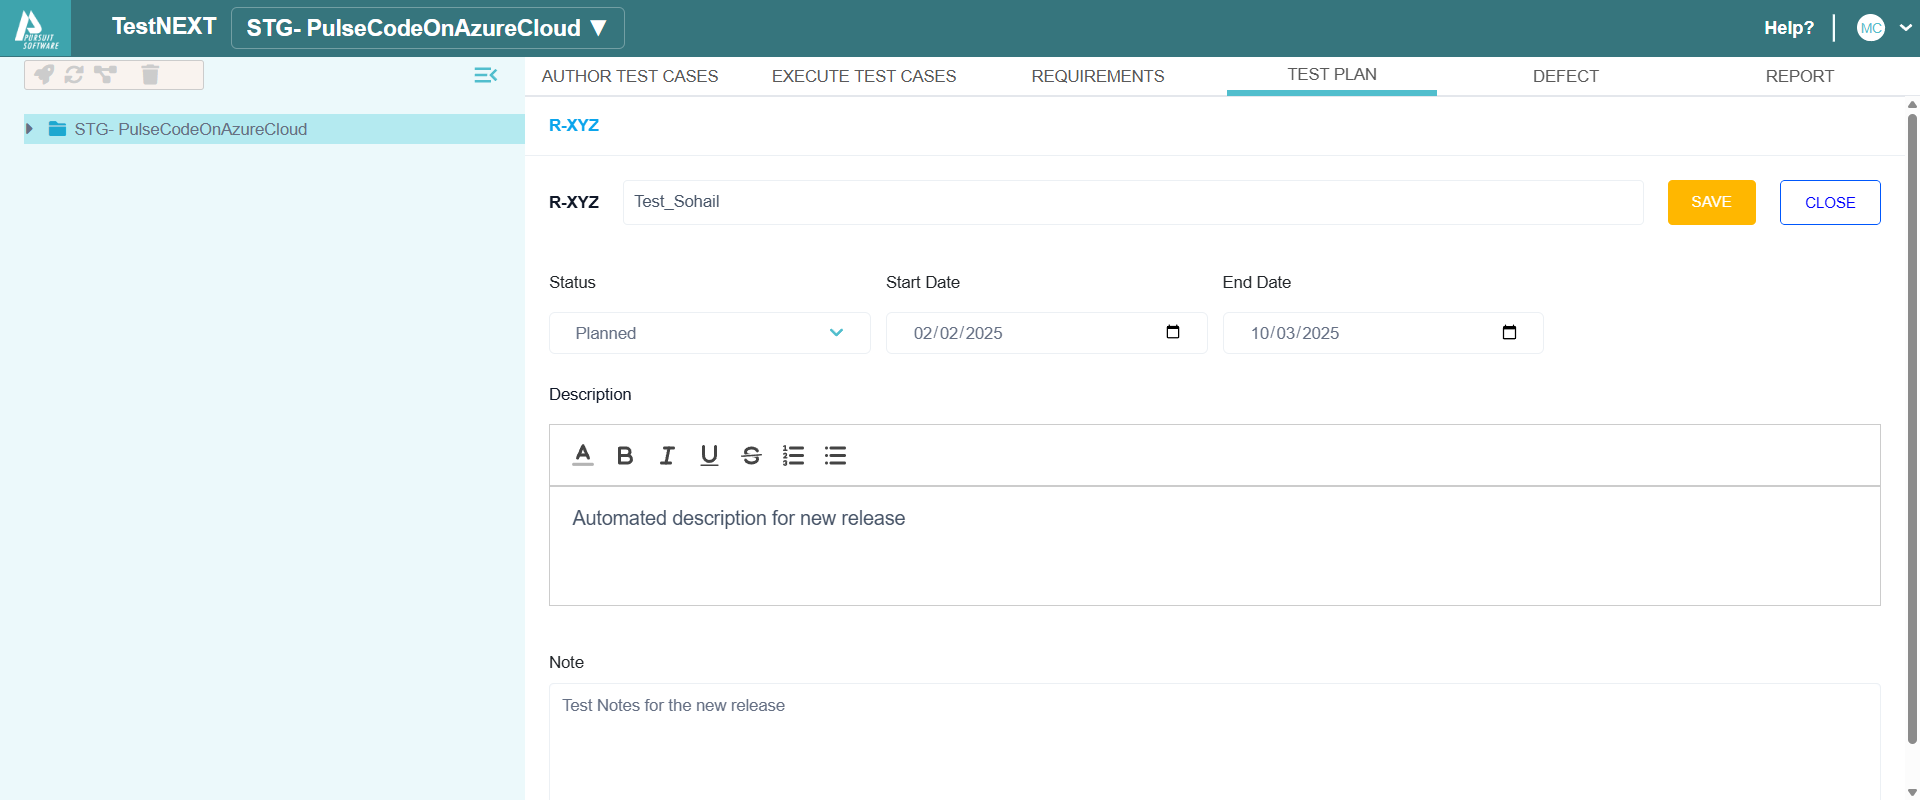 PURSUIT
SOFTWARE
TestNEXT
STG- PulseCodeOnAzureCloud ▼
Help?
MC
AUTHOR TEST CASES
EXECUTE TEST CASES
REQUIREMENTS
TEST PLAN
DEFECT
REPORT
STG- PulseCodeOnAzureCloud
R-XYZ
R-XYZ
Test_Sohail
SAVE
CLOSE
Status
Start Date
End Date
Planned
02/02/2025
10/03/2025
Description
Automated description for new release
Note
Test Notes for the new release